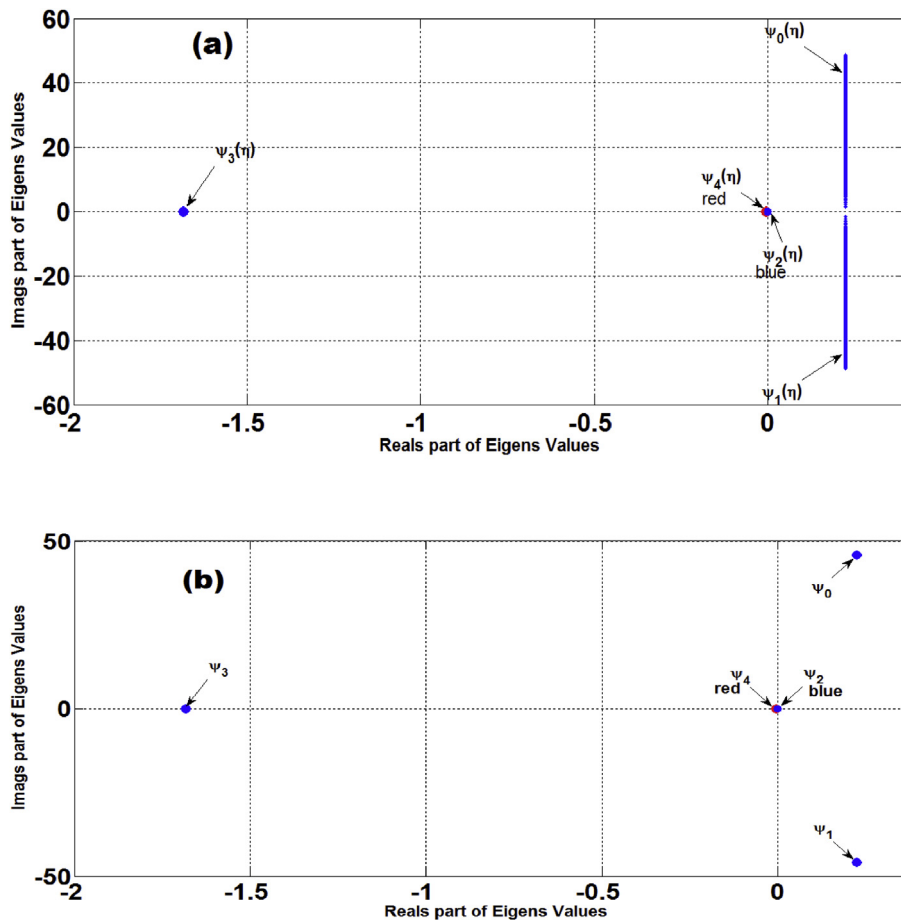 60
(a)
ψ0(η)
40
20
ψ3(η)
ψ4(η)
red
0
ψ2(η)
blue
-20
-40
ψ1(η)
-60
-2
-1.5
-1
-0.5
0
Reals part of Eigens Values
Imags part of Eigens Values
50
(b)
ψ0
ψ3
ψ4
ψ2
red
blue
0
ψ1
-50
-2
-1.5
-1
-0.5
0
Reals part of Eigens Values
Imags part of Eigens Values